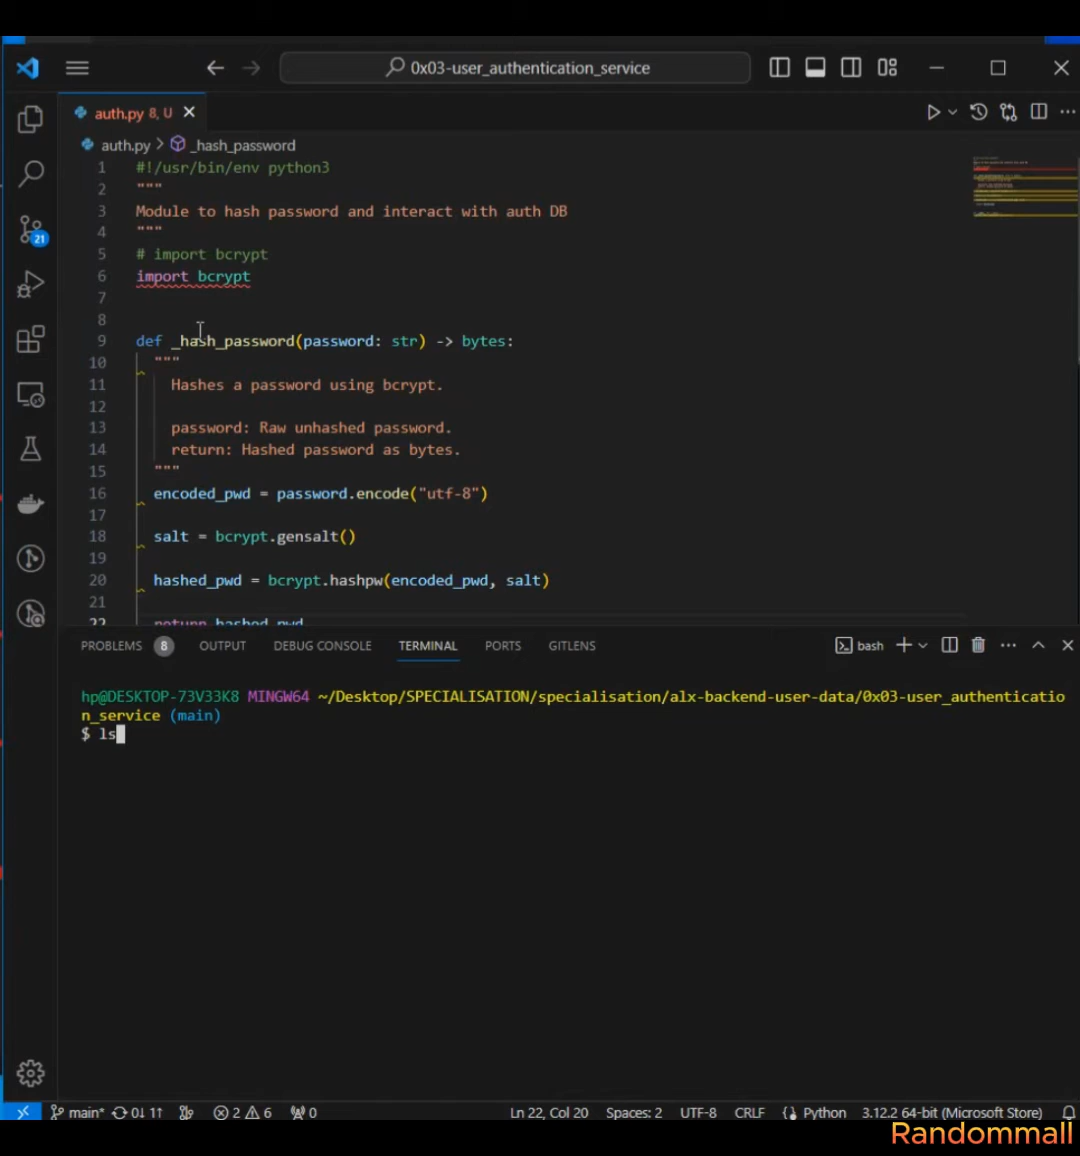 0x03-user_authentication_service
auth.py 8, U
auth.py > _hash_password
1 #!/usr/bin/env python3
2 """
3 Module to hash password and interact with auth DB
4 """
5 # import bcrypt
6 import bcrypt
7
8
9 def _hash_password(password: str) -> bytes:
10 """
11 Hashes a password using bcrypt.
12
13 password: Raw unhashed password.
14 return: Hashed password as bytes.
15 """
16 encoded_pwd = password.encode("utf-8")
17
18 salt = bcrypt.gensalt()
19
20 hashed_pwd = bcrypt.hashpw(encoded_pwd, salt)
21
22 return hashed_pwd
21
PROBLEMS 8 OUTPUT DEBUG CONSOLE TERMINAL PORTS GITLENS bash
hp@DESKTOP-73V33K8 MINGW64 ~/Desktop/SPECIALISATION/specialisation/alx-backend-user-data/0x03-user_authenticatio
n_service (main)
$ ls
main* 0↓ 1↑ 2 6 0 Ln 22, Col 20 Spaces: 2 UTF-8 CRLF Python 3.12.2 64-bit (Microsoft Store)
Randommall